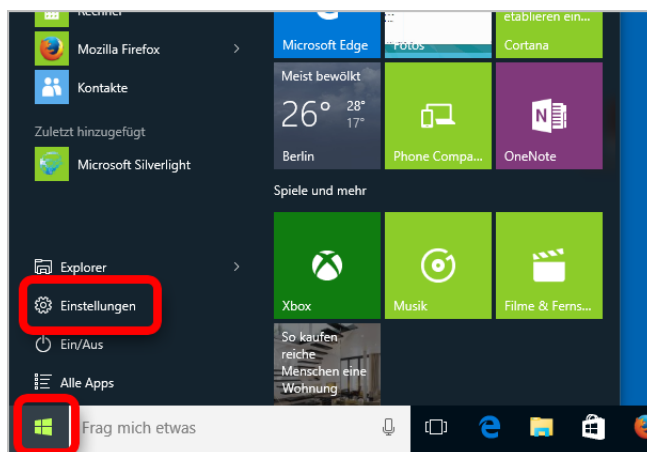 Rechner
Mozilla Firefox
Kontakte
Zuletzt hinzugefügt
Microsoft Silverlight
Explorer
Einstellungen
Ein/Aus
Alle Apps
Microsoft Edge
Fotos
etablieren ein...
Cortana
Meist bewölkt
26° 28°
17°
Berlin
Phone Compa...
OneNote
Spiele und mehr
Xbox
Musik
Filme & Ferns...
So kaufen
reiche
Menschen eine
Wohnung
Frag mich etwas